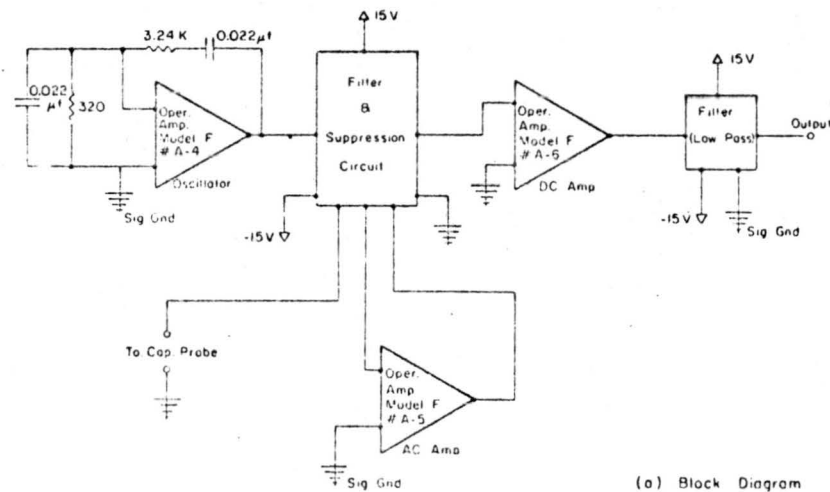 15V
3.24 K
0.022µf
0.022
µf
320
Oper.
Amp.
Model F
# A-4
Oscillator
Sig Gnd
Filter
&
Suppression
Circuit
-15V
Oper.
Amp.
Model F
# A-6
DC Amp
15V
Filter
(Low Pass)
Output
-15V
Sig Gnd
To Cap. Probe
Oper.
Amp
Model F
# A-5
AC Amp
Sig Gnd
(a) Block Diagram